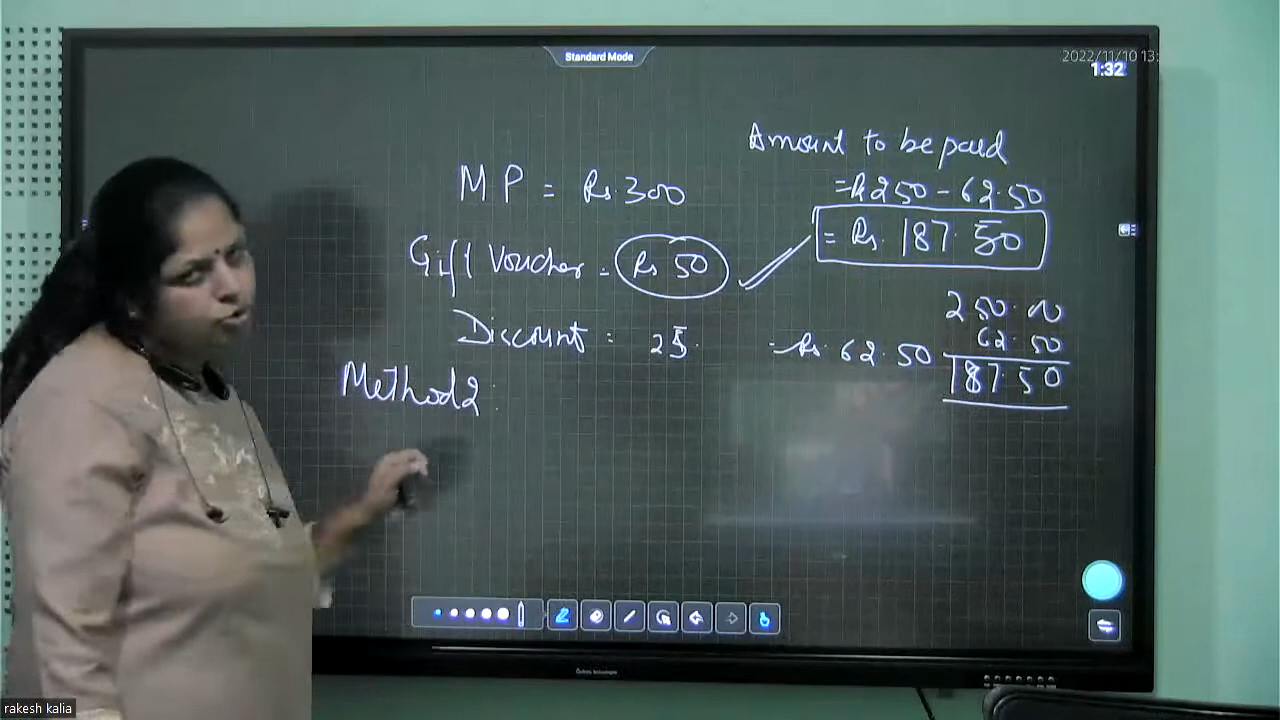 Standard Mode
2022/11/10 13:
1:32
Amount to be paid
M P = Rs. 300
= Rs 250 - 62.50
= Rs. 187.50
Gift Voucher = Rs 50
250.00
62.50
187.50
Discount = 25.
= Rs. 62.50
Method 2 :
rakesh kalia